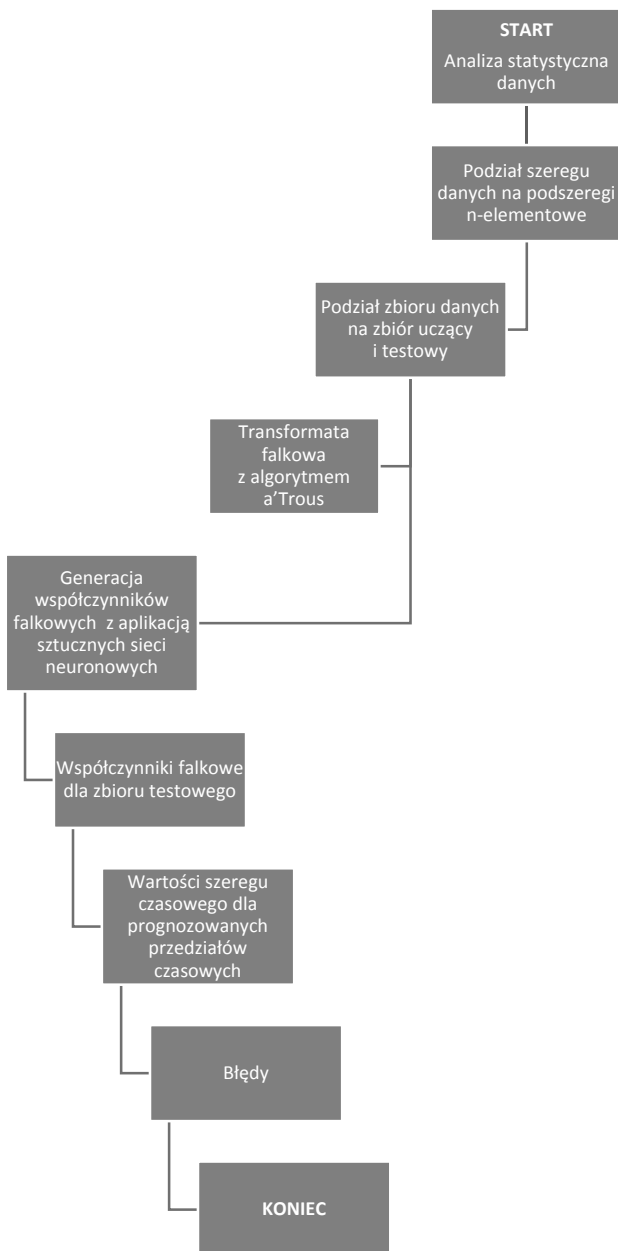 START
Analiza statystyczna
danych
Podział szeregu
danych na podszeregi
n-elementowe
Podział zbioru danych
na zbiór uczący
i testowy
Transformata
falkowa
z algorytmem
a’Trous
Generacja
współczynników
falkowych z aplikacją
sztucznych sieci
neuronowych
Współczynniki falkowe
dla zbioru testowego
Wartości szeregu
czasowego dla
prognozowanych
przedziałów
czasowych
Błędy
KONIEC